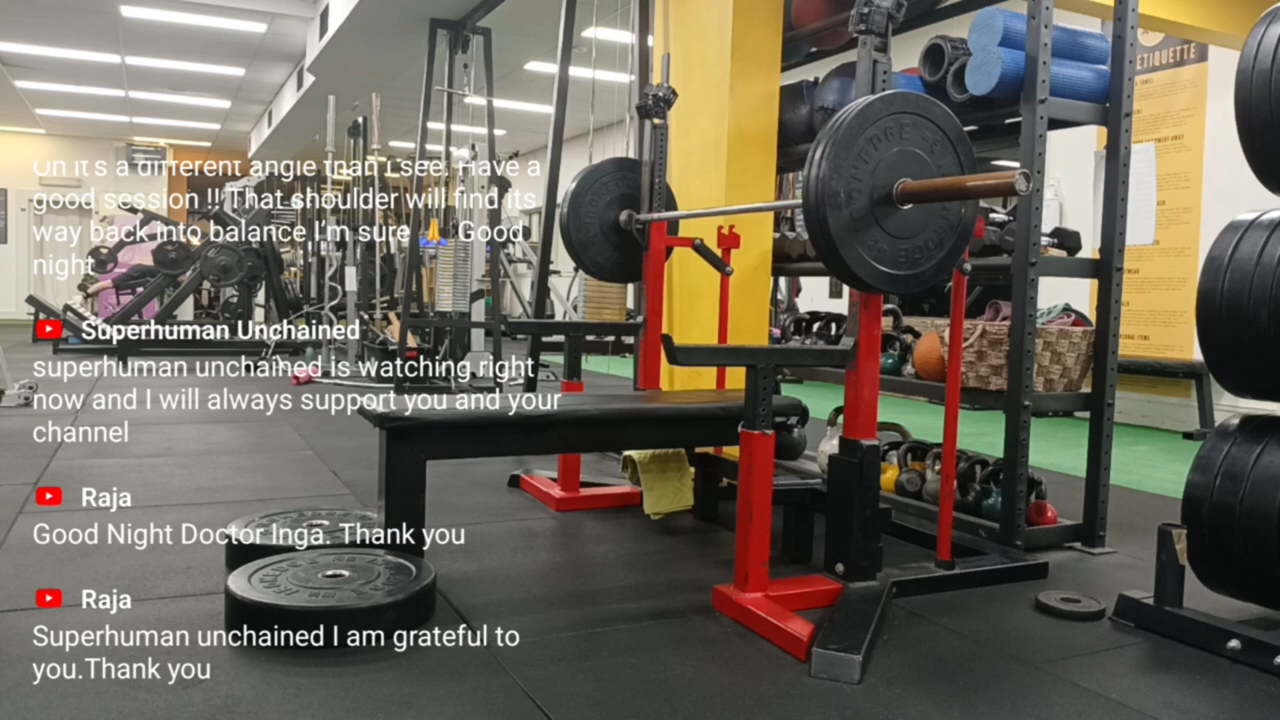 Oh it's a different angle than I see. Have a
good session !! That shoulder will find its
way back into balance I'm sure 🙏 Good
night
Superhuman Unchained
superhuman unchained is watching right
now and I will always support you and your
channel
Raja
Good Night Doctor Inga. Thank you
Raja
Superhuman unchained I am grateful to
you.Thank you
ETIQUETTE